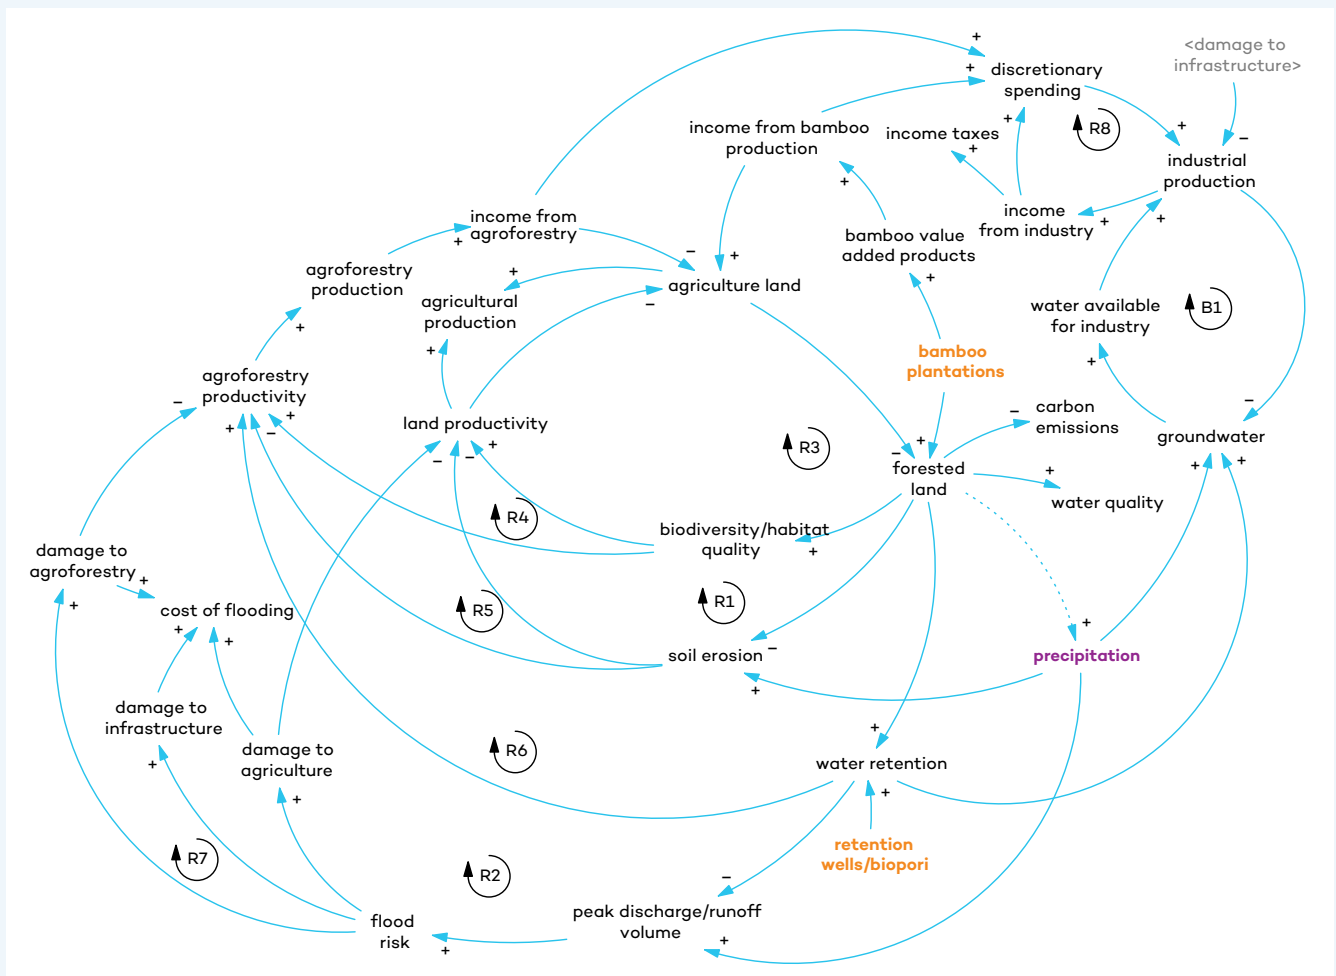 <damage to
infrastructure>
discretionary
spending
R8
income from bamboo
production
income taxes
industrial
production
income from
agroforestry
income
from industry
bamboo value
added products
agroforestry
production
agricultural
production
agriculture land
water available
for industry
B1
bamboo
plantations
agroforestry
productivity
land productivity
carbon
emissions
groundwater
R3
forested
land
water quality
R4
biodiversity/habitat
quality
damage to
agroforestry
cost of flooding
R5
R1
soil erosion
precipitation
damage to
infrastructure
damage to
agriculture
R6
water retention
retention
wells/biopori
R7
R2
peak discharge/runoff
volume
flood
risk